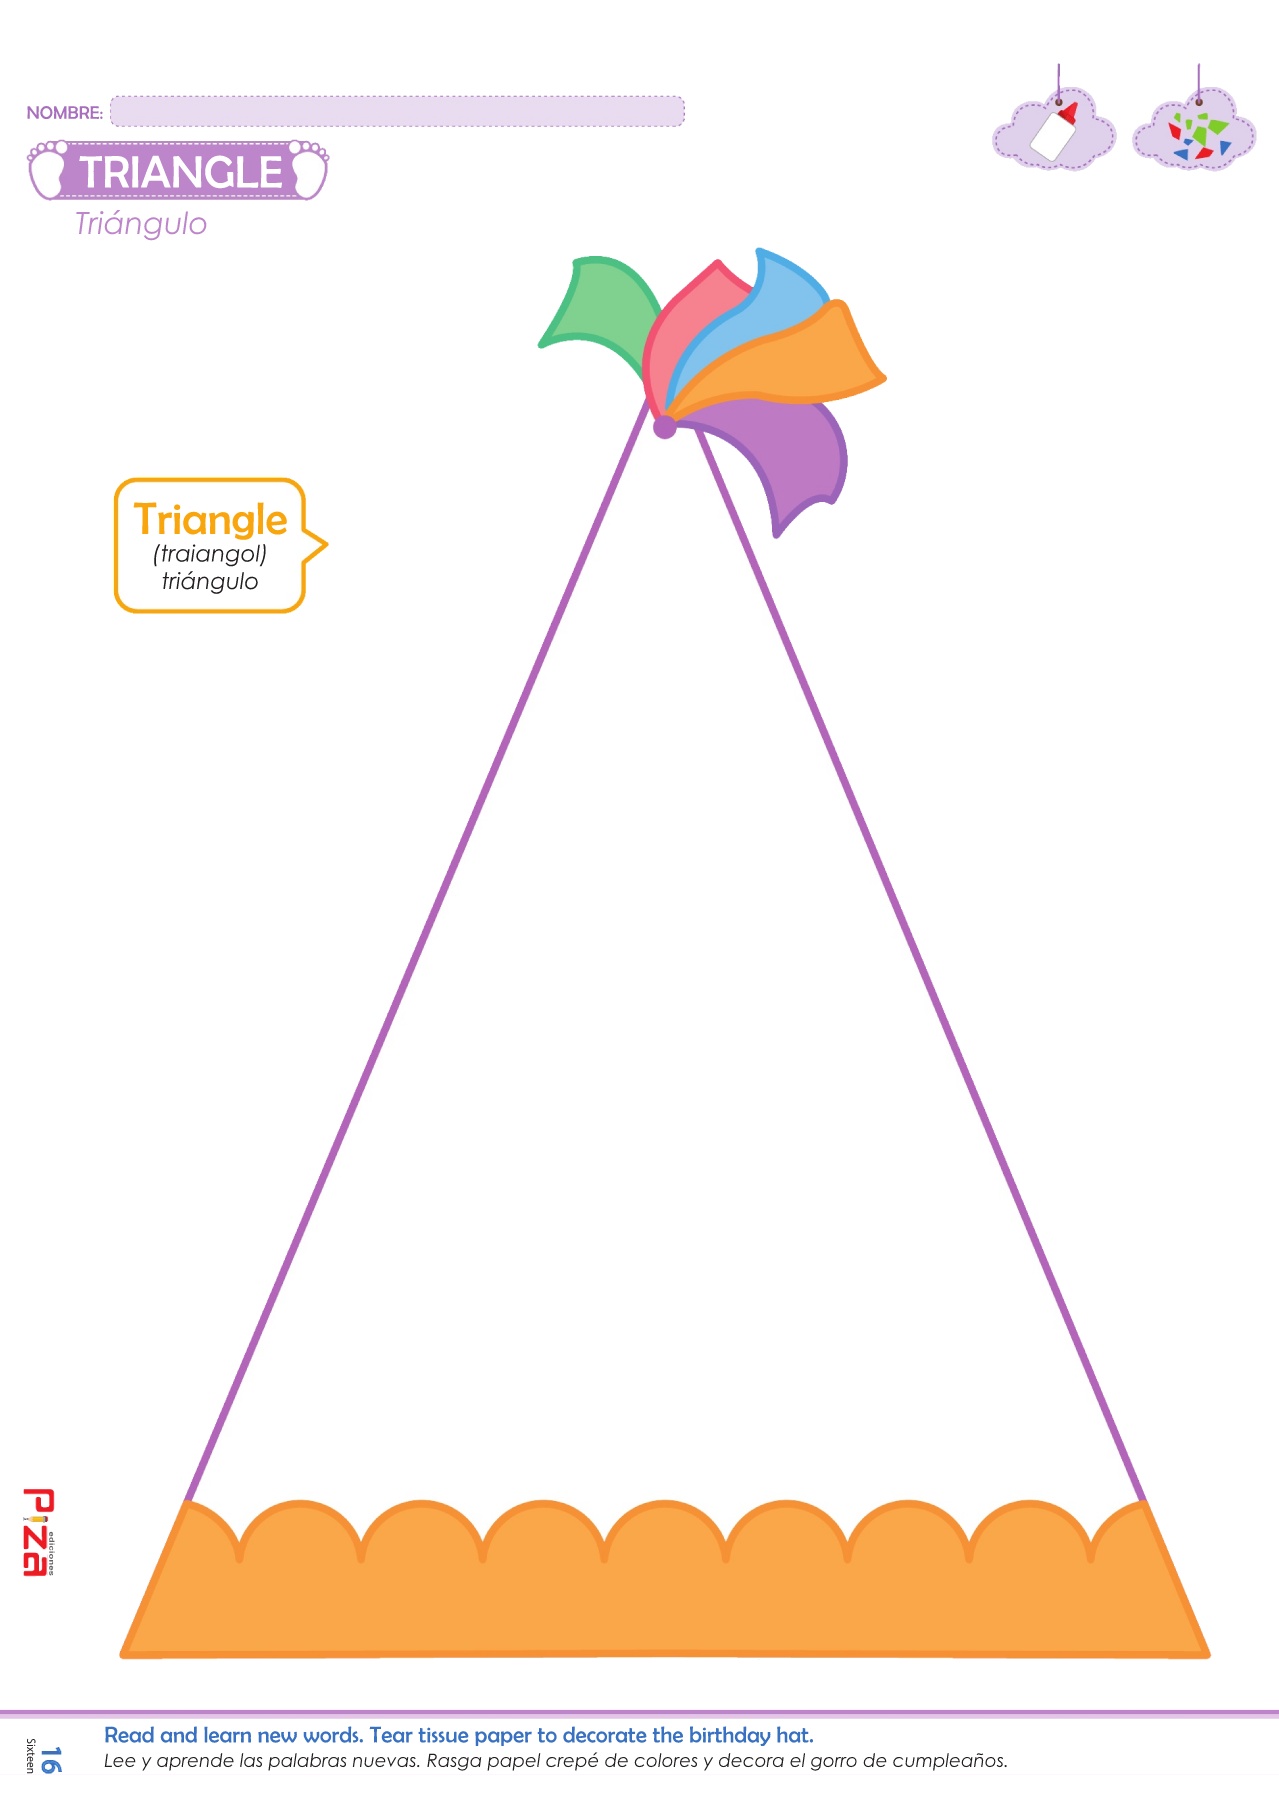 NOMBRE:
TRIANGLE
Triángulo
Triangle
(traiangol)
triángulo
Piza
ediciones
Read and learn new words. Tear tissue paper to decorate the birthday hat.
Lee y aprende las palabras nuevas. Rasga papel crepé de colores y decora el gorro de cumpleaños.
16
Sixteen